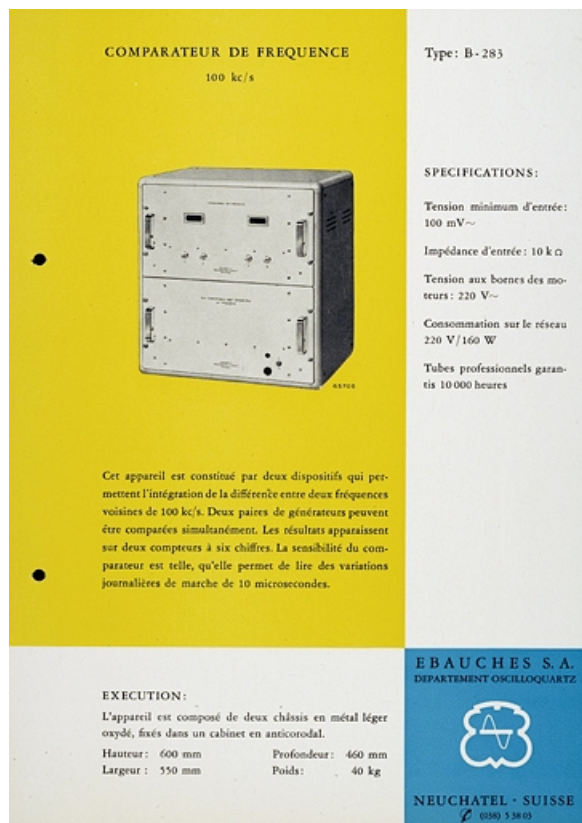 COMPARATEUR DE FREQUENCE
100 kc/s
Type: B-283
SPECIFICATIONS:
Tension minimum d'entrée:
100 mV~
Impédance d'entrée: 10 k Ω
Tension aux bornes des mo-
teurs: 220 V~
Consommation sur le réseau
220 V/160 W
Tubes professionnels garan-
tis 10 000 heures
Cet appareil est constitué par deux dispositifs qui per-
mettent l'intégration de la différence entre deux fréquences
voisines de 100 kc/s. Deux paires de générateurs peuvent
être comparées simultanément. Les résultats apparaissent
sur deux compteurs à six chiffres. La sensibilité du com-
parateur est telle, qu'elle permet de lire des variations
journalières de marche de 10 microsecondes.
EXECUTION:
L'appareil est composé de deux châssis en métal léger
oxydé, fixés dans un cabinet en anticorodal.
Hauteur: 600 mm Profondeur: 460 mm
Largeur: 550 mm Poids: 40 kg
EBAUCHES S. A.
DEPARTEMENT OSCILLOQUARTZ
NEUCHATEL - SUISSE
(038) 5 38 03